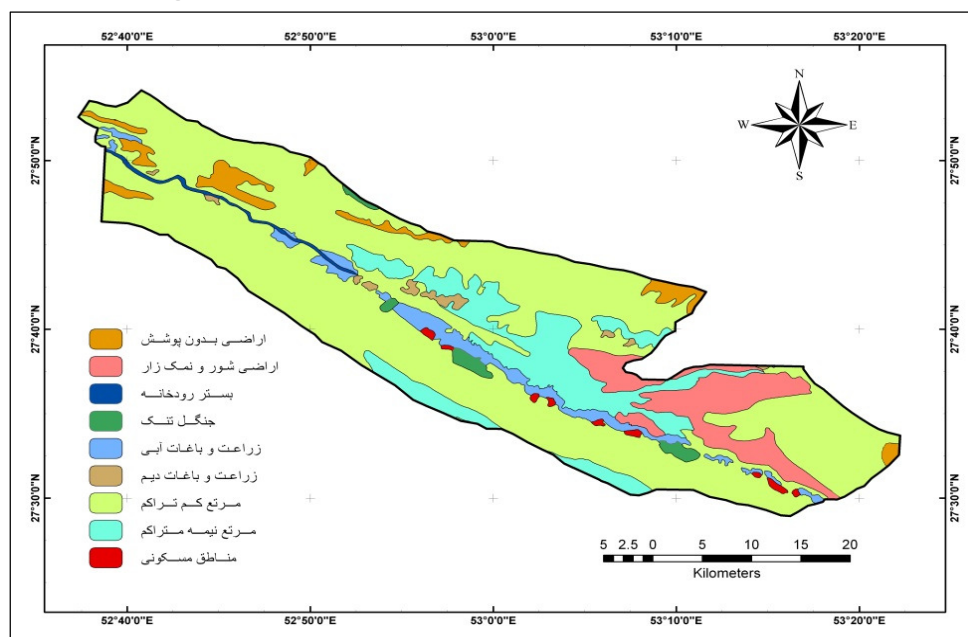 52°40'0"E 52°50'0"E 53°0'0"E 53°10'0"E 53°20'0"E
N
W E
S
27°50'0"N 27°50'0"N
27°40'0"N 27°40'0"N
27°30'0"N 27°30'0"N
اراضی بدون پوشش
اراضی شور و نمک زار
بستر رودخانه
جنگل تنک
زراعت و باغات آبی
زراعت و باغات دیم
مرتع کم تراکم
مرتع نیمه متراکم
مناطق مسکونی
5 2.5 0 5 10 15 20
Kilometers
52°40'0"E 52°50'0"E 53°0'0"E 53°10'0"E 53°20'0"E